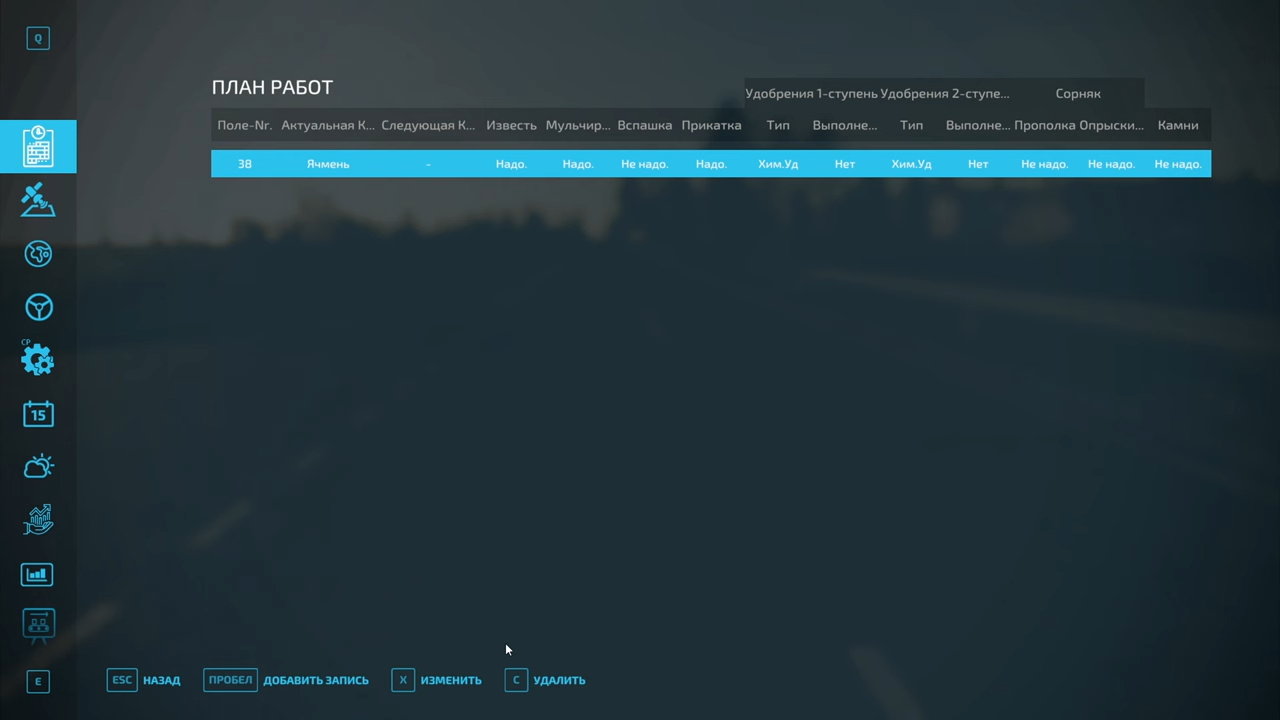 Q
ПЛАН РАБОТ
Удобрения 1-ступень Удобрения 2-ступе... Сорняк
Поле-Nr. Актуальная К... Следующая К... Известь Мульчир... Вспашка Прикатка Тип Выполне... Тип Выполне... Прополка Опрыски... Камни
38 Ячмень - Надо. Надо. Не надо. Надо. Хим.Уд Нет Хим.Уд Нет Не надо. Не надо. Не надо.
CP
15
E
ESC НАЗАД ПРОБЕЛ ДОБАВИТЬ ЗАПИСЬ X ИЗМЕНИТЬ C УДАЛИТЬ